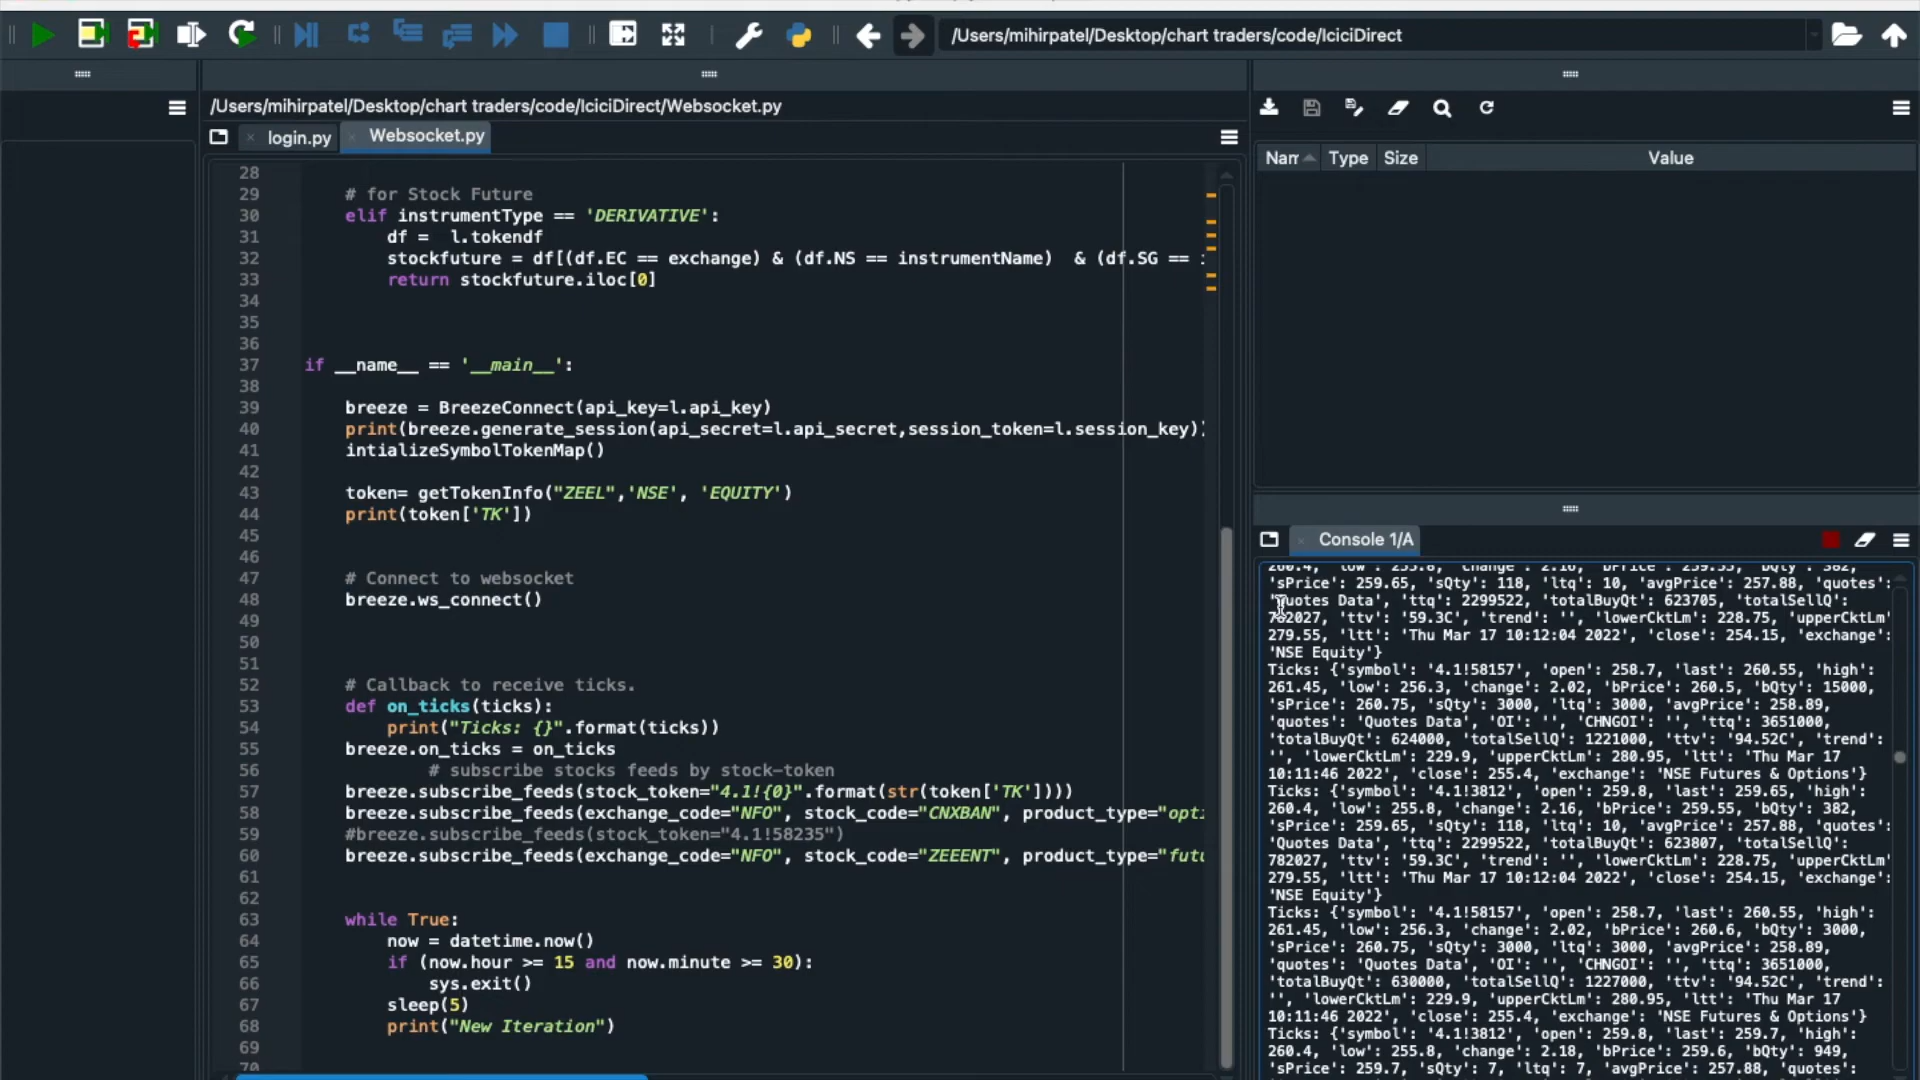 /Users/mihirpatel/Desktop/chart traders/code/IciciDirect
/Users/mihirpatel/Desktop/chart traders/code/IciciDirect/Websocket.py
login.py
Websocket.py
28
29 # for Stock Future
30 elif instrumentType == 'DERIVATIVE':
31 df =  l.tokendf
32 stockfuture = df[(df.EC == exchange) & (df.NS == instrumentName)  & (df.SG ==
33 return stockfuture.iloc[0]
34
35
36
37 if __name__ == '__main__':
38
39 breeze = BreezeConnect(api_key=l.api_key)
40 print(breeze.generate_session(api_secret=l.api_secret,session_token=l.session_key))
41 intializeSymbolTokenMap()
42
43 token= getTokenInfo("ZEEL",'NSE', 'EQUITY')
44 print(token['TK'])
45
46
47 # Connect to websocket
48 breeze.ws_connect()
49
50
51
52 # Callback to receive ticks.
53 def on_ticks(ticks):
54 print("Ticks: {}".format(ticks))
55 breeze.on_ticks = on_ticks
56 # subscribe stocks feeds by stock-token
57 breeze.subscribe_feeds(stock_token="4.1!{0}".format(str(token['TK'])))
58 breeze.subscribe_feeds(exchange_code="NFO", stock_code="CNXBAN", product_type="opti
59 #breeze.subscribe_feeds(stock_token="4.1!58235")
60 breeze.subscribe_feeds(exchange_code="NFO", stock_code="ZEEENT", product_type="futu
61
62
63 while True:
64 now = datetime.now()
65 if (now.hour >= 15 and now.minute >= 30):
66 sys.exit()
67 sleep(5)
68 print("New Iteration")
69
70
Nam Type Size Value
Console 1/A
260.4, 'low': 255.8, 'change': 2.16, 'bPrice': 259.55, 'bQty': 382,
'sPrice': 259.65, 'sQty': 118, 'ltq': 10, 'avgPrice': 257.88, 'quotes':
'Quotes Data', 'ttq': 2299522, 'totalBuyQt': 623705, 'totalSellQ':
782027, 'ttv': '59.3C', 'trend': '', 'lowerCktLm': 228.75, 'upperCktLm'
279.55, 'ltt': 'Thu Mar 17 10:12:04 2022', 'close': 254.15, 'exchange':
'NSE Equity'}
Ticks: {'symbol': '4.1!58157', 'open': 258.7, 'last': 260.55, 'high':
261.45, 'low': 256.3, 'change': 2.02, 'bPrice': 260.5, 'bQty': 15000,
'sPrice': 260.75, 'sQty': 3000, 'ltq': 3000, 'avgPrice': 258.89,
'quotes': 'Quotes Data', 'OI': '', 'CHNGOI': '', 'ttq': 3651000,
'totalBuyQt': 624000, 'totalSellQ': 1221000, 'ttv': '94.52C', 'trend':
'', 'lowerCktLm': 229.9, 'upperCktLm': 280.95, 'ltt': 'Thu Mar 17
10:11:46 2022', 'close': 255.4, 'exchange': 'NSE Futures & Options'}
Ticks: {'symbol': '4.1!3812', 'open': 259.8, 'last': 259.65, 'high':
260.4, 'low': 255.8, 'change': 2.16, 'bPrice': 259.55, 'bQty': 382,
'sPrice': 259.65, 'sQty': 118, 'ltq': 10, 'avgPrice': 257.88, 'quotes':
'Quotes Data', 'ttq': 2299522, 'totalBuyQt': 623807, 'totalSellQ':
782027, 'ttv': '59.3C', 'trend': '', 'lowerCktLm': 228.75, 'upperCktLm'
279.55, 'ltt': 'Thu Mar 17 10:12:04 2022', 'close': 254.15, 'exchange':
'NSE Equity'}
Ticks: {'symbol': '4.1!58157', 'open': 258.7, 'last': 260.55, 'high':
261.45, 'low': 256.3, 'change': 2.02, 'bPrice': 260.6, 'bQty': 3000,
'sPrice': 260.75, 'sQty': 3000, 'ltq': 3000, 'avgPrice': 258.89,
'quotes': 'Quotes Data', 'OI': '', 'CHNGOI': '', 'ttq': 3651000,
'totalBuyQt': 630000, 'totalSellQ': 1227000, 'ttv': '94.52C', 'trend':
'', 'lowerCktLm': 229.9, 'upperCktLm': 280.95, 'ltt': 'Thu Mar 17
10:11:46 2022', 'close': 255.4, 'exchange': 'NSE Futures & Options'}
Ticks: {'symbol': '4.1!3812', 'open': 259.8, 'last': 259.7, 'high':
260.4, 'low': 255.8, 'change': 2.18, 'bPrice': 259.6, 'bQty': 949,
'sPrice': 259.7, 'sQty': 7, 'ltq': 7, 'avgPrice': 257.88, 'quotes':